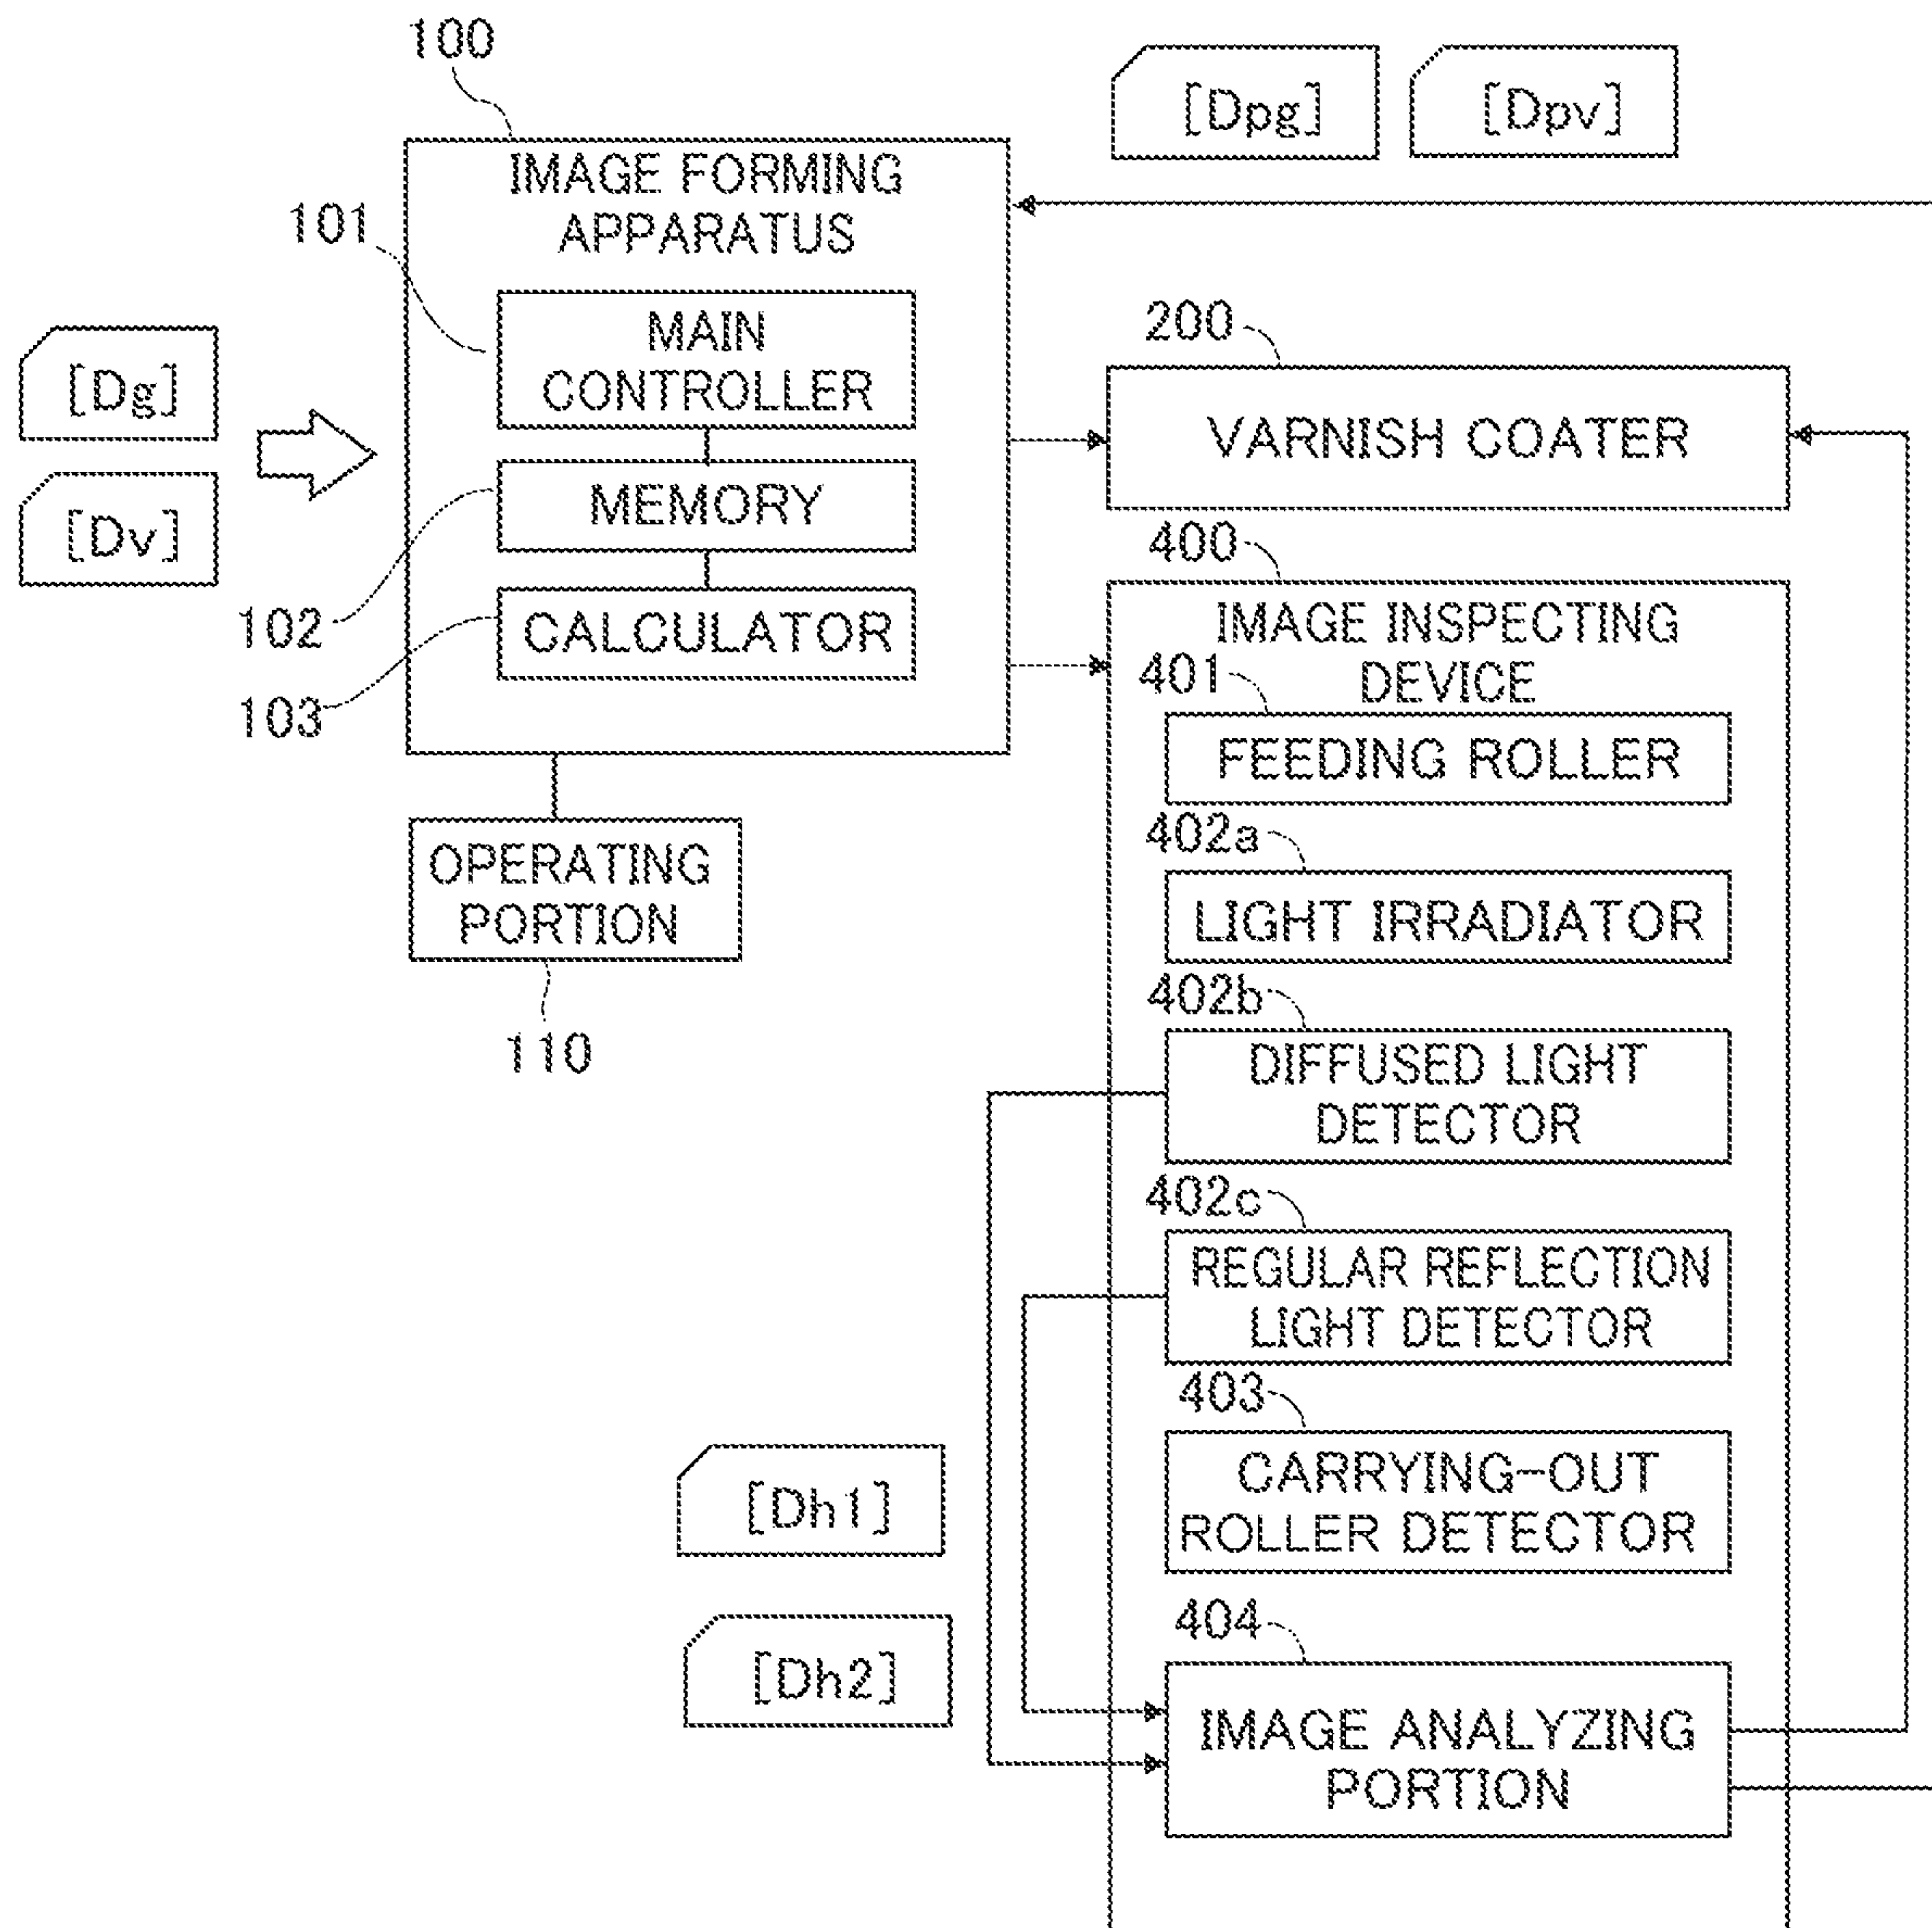 100
[Dpg]
[Dpv]
IMAGE FORMING
APPARATUS
101
MAIN
CONTROLLER
[Dg]
[Dv]
MEMORY
102
CALCULATOR
103
OPERATING
PORTION
110
200
VARNISH COATER
400
IMAGE INSPECTING
DEVICE
401
FEEDING ROLLER
402a
LIGHT IRRADIATOR
402b
DIFFUSED LIGHT
DETECTOR
402c
REGULAR REFLECTION
LIGHT DETECTOR
403
CARRYING-OUT
ROLLER DETECTOR
[Dh1]
[Dh2]
404
IMAGE ANALYZING
PORTION